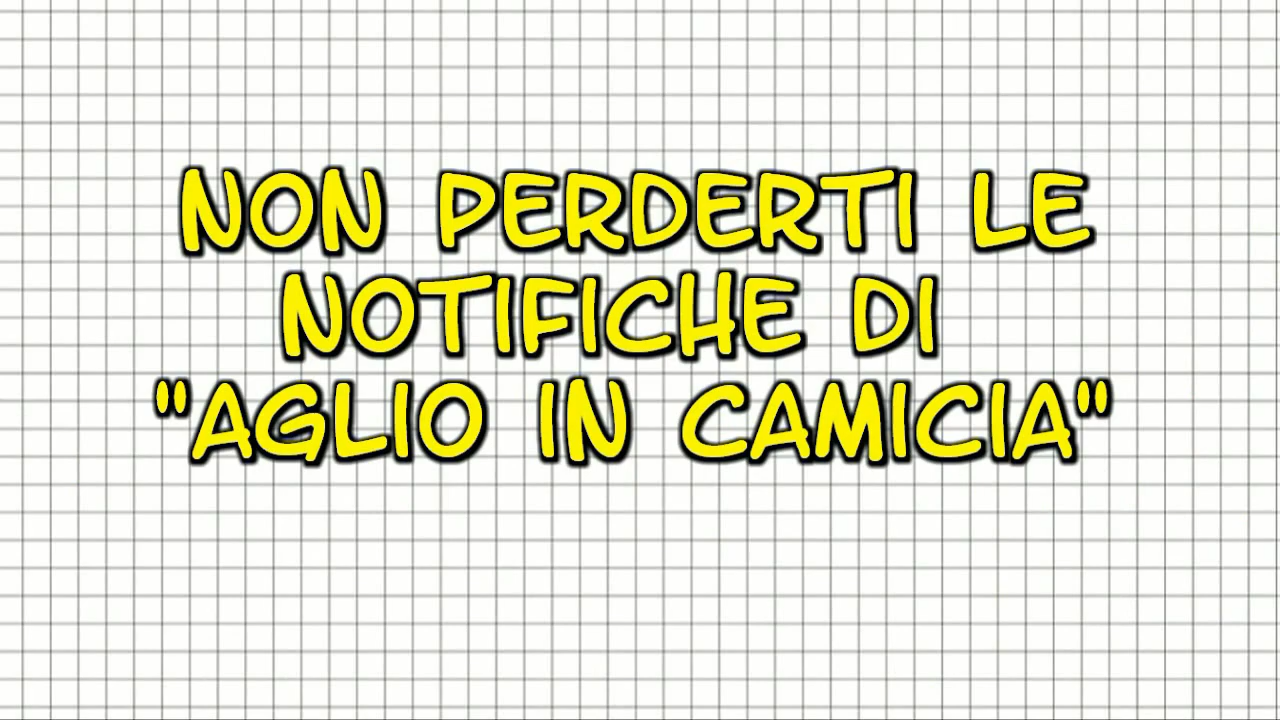 NON PERDERTI LE
NOTIFICHE DI
"AGLIO IN CAMICIA"